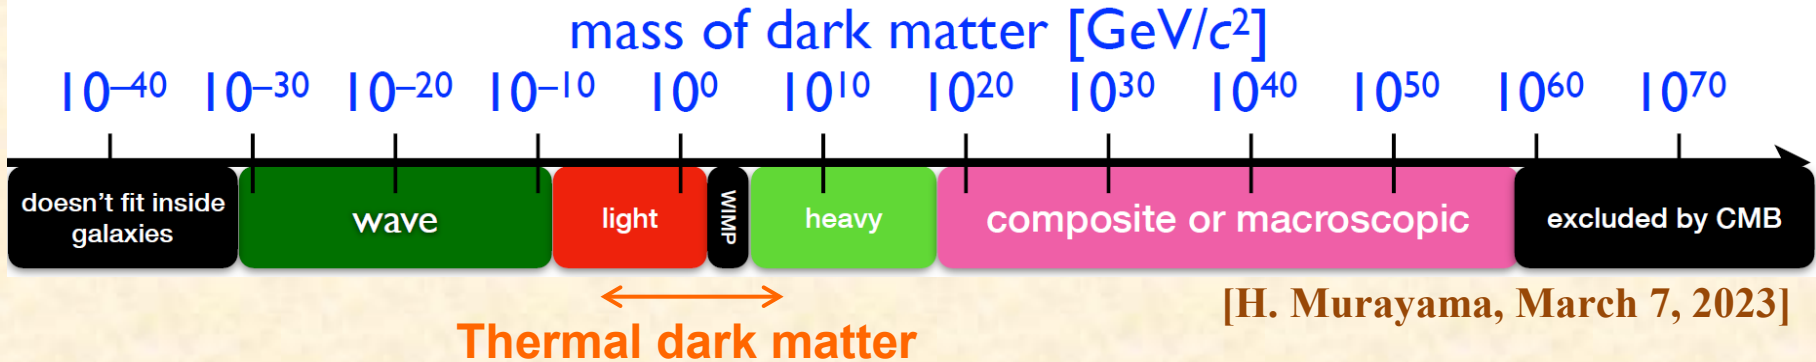 mass of dark matter [GeV/c²]
10⁻⁴⁰ 10⁻³⁰ 10⁻²⁰ 10⁻¹⁰ 10⁰ 10¹⁰ 10²⁰ 10³⁰ 10⁴⁰ 10⁵⁰ 10⁶⁰ 10⁷⁰
doesn't fit inside
galaxies
wave
light
WIMP
heavy
composite or macroscopic
excluded by CMB
[H. Murayama, March 7, 2023]
Thermal dark matter